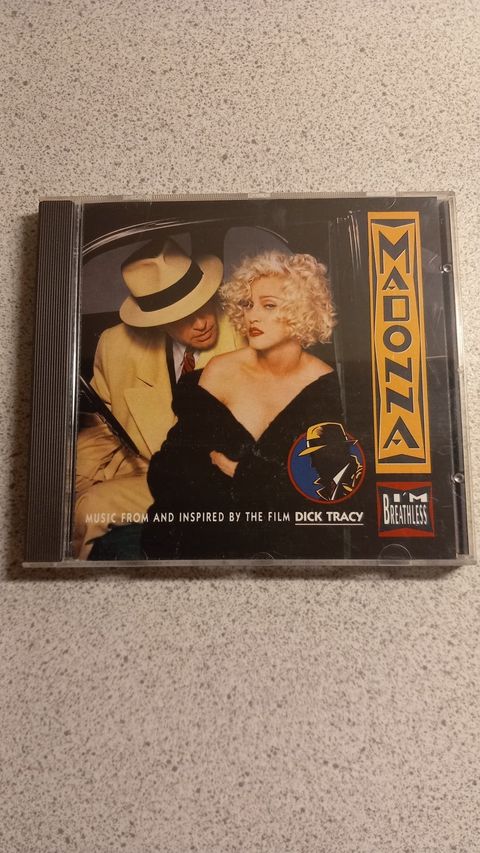 MADONNA
I'M
BREATHLESS
MUSIC FROM AND INSPIRED BY THE FILM DICK TRACY